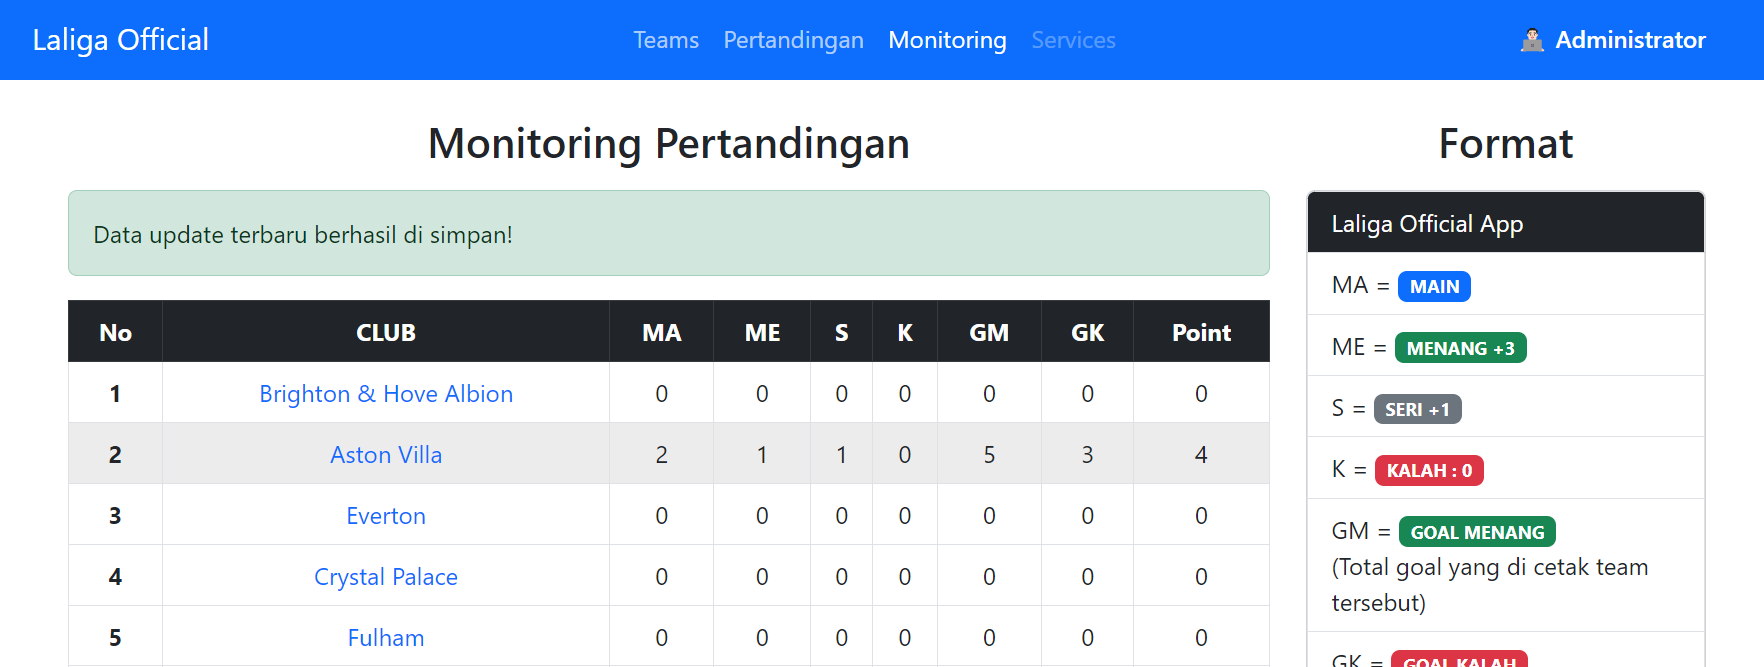 Laliga Official
Teams Pertandingan Monitoring Services
Administrator
Monitoring Pertandingan
Data update terbaru berhasil di simpan!
No CLUB MA ME S K GM GK Point
1 Brighton & Hove Albion 0 0 0 0 0 0 0
2 Aston Villa 2 1 1 0 5 3 4
3 Everton 0 0 0 0 0 0 0
4 Crystal Palace 0 0 0 0 0 0 0
5 Fulham 0 0 0 0 0 0 0
Format
Laliga Official App
MA = MAIN
ME = MENANG +3
S = SERI +1
K = KALAH : 0
GM = GOAL MENANG
(Total goal yang di cetak team
tersebut)
GK = GOAL KALAH